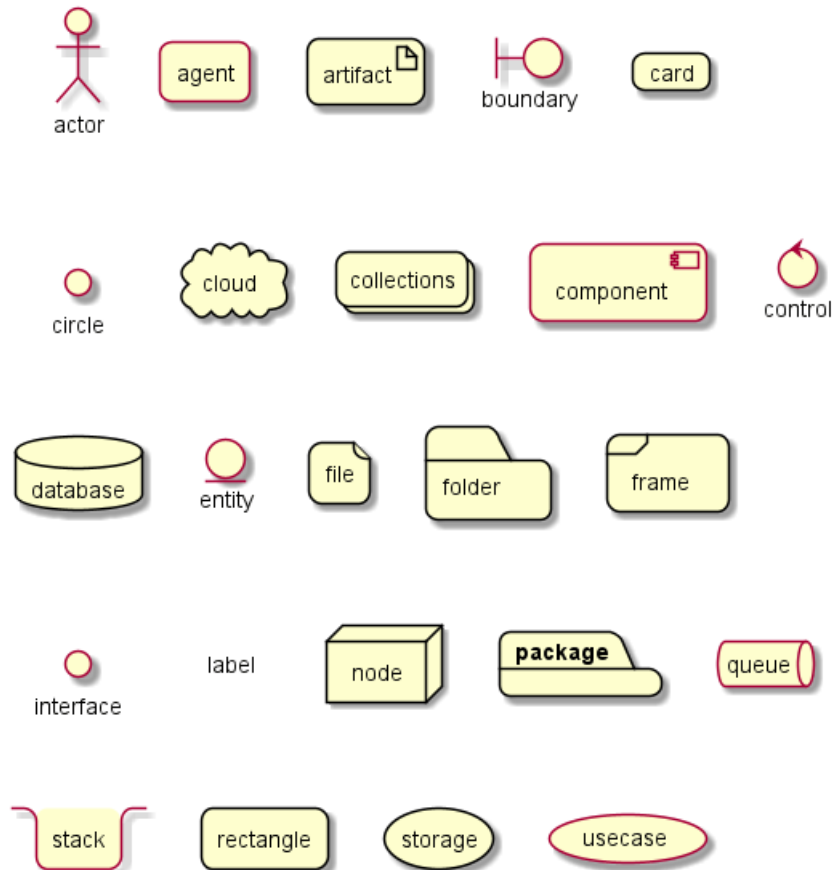 actor
agent
artifact
boundary
card
circle
cloud
collections
component
control
database
entity
file
folder
frame
interface
label
node
package
queue
stack
rectangle
storage
usecase